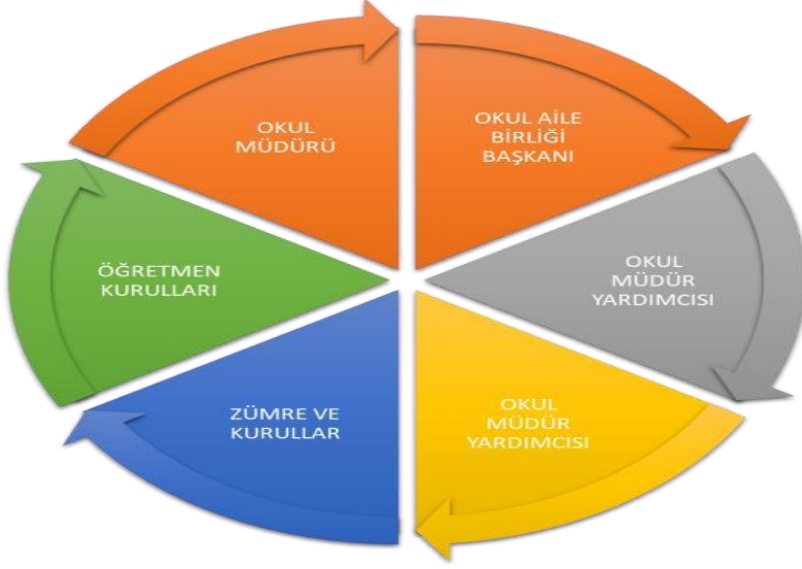 OKUL
MÜDÜRÜ
OKUL AİLE
BİRLİĞİ
BAŞKANI
OKUL
MÜDÜR
YARDIMCISI
OKUL
MÜDÜR
YARDIMCISI
ZÜMRE VE
KURULLAR
ÖĞRETMEN
KURULLARI